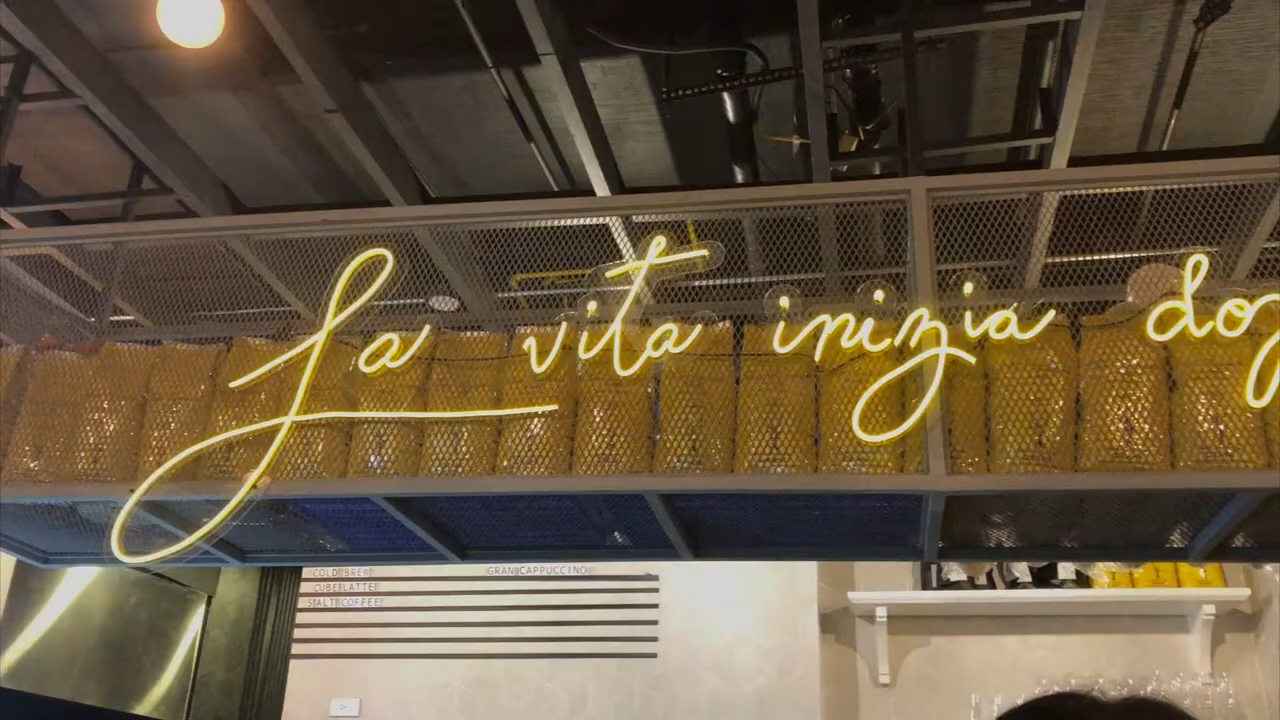 La vita inizia do
COLD BREW GRAN CAPPUCCINO
CUBE LATTE
SALT COFFEE